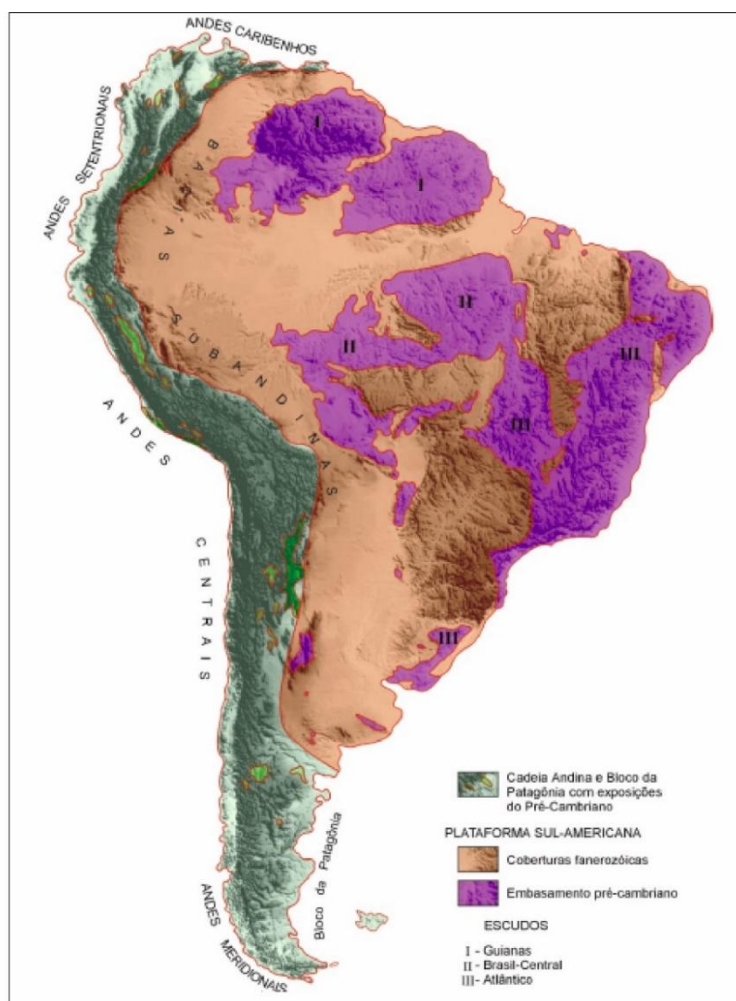 ANDES CARIBENHOS
ANDES SETENTRIONAIS
BACIAS SUBANDINAS
I
I
II
II
III
III
III
ANDES
CENTRAIS
ANDES
MERIDIONAIS
Bloco da Patagônia
Cadeia Andina e Bloco da
Patagônia com exposições
do Pré-Cambriano
PLATAFORMA SUL-AMERICANA
Coberturas fanerozóicas
Embasamento pré-cambriano
ESCUDOS
I - Guianas
II - Brasil-Central
III - Atlântico